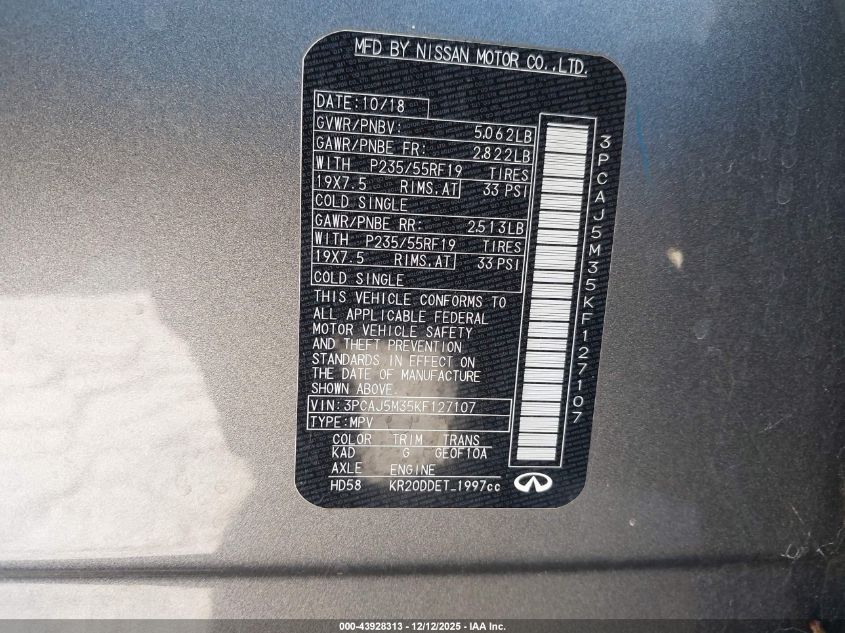 MFD BY NISSAN MOTOR CO.,LTD.
DATE:10/18
GVWR/PNBV: 5.062LB
GAWR/PNBE FR: 2.822LB
WITH P235/55RF19 TIRES
19X7.5 RIMS,AT 33 PSI
COLD SINGLE
GAWR/PNBE RR: 2.513LB
WITH P235/55RF19 TIRES
19X7.5 RIMS,AT 33 PSI
COLD SINGLE
THIS VEHICLE CONFORMS TO
ALL APPLICABLE FEDERAL
MOTOR VEHICLE SAFETY
AND THEFT PREVENTION
STANDARDS IN EFFECT ON
THE DATE OF MANUFACTURE
SHOWN ABOVE.
VIN:3PCAJ5M35KF127107
TYPE:MPV
COLOR TRIM TRANS
KAD G GE0F10A
AXLE ENGINE
HD58 KR20DDET_1997cc
3PCAJ5M35KF127107
000-43928313 - 12/12/2025 - IAA Inc.